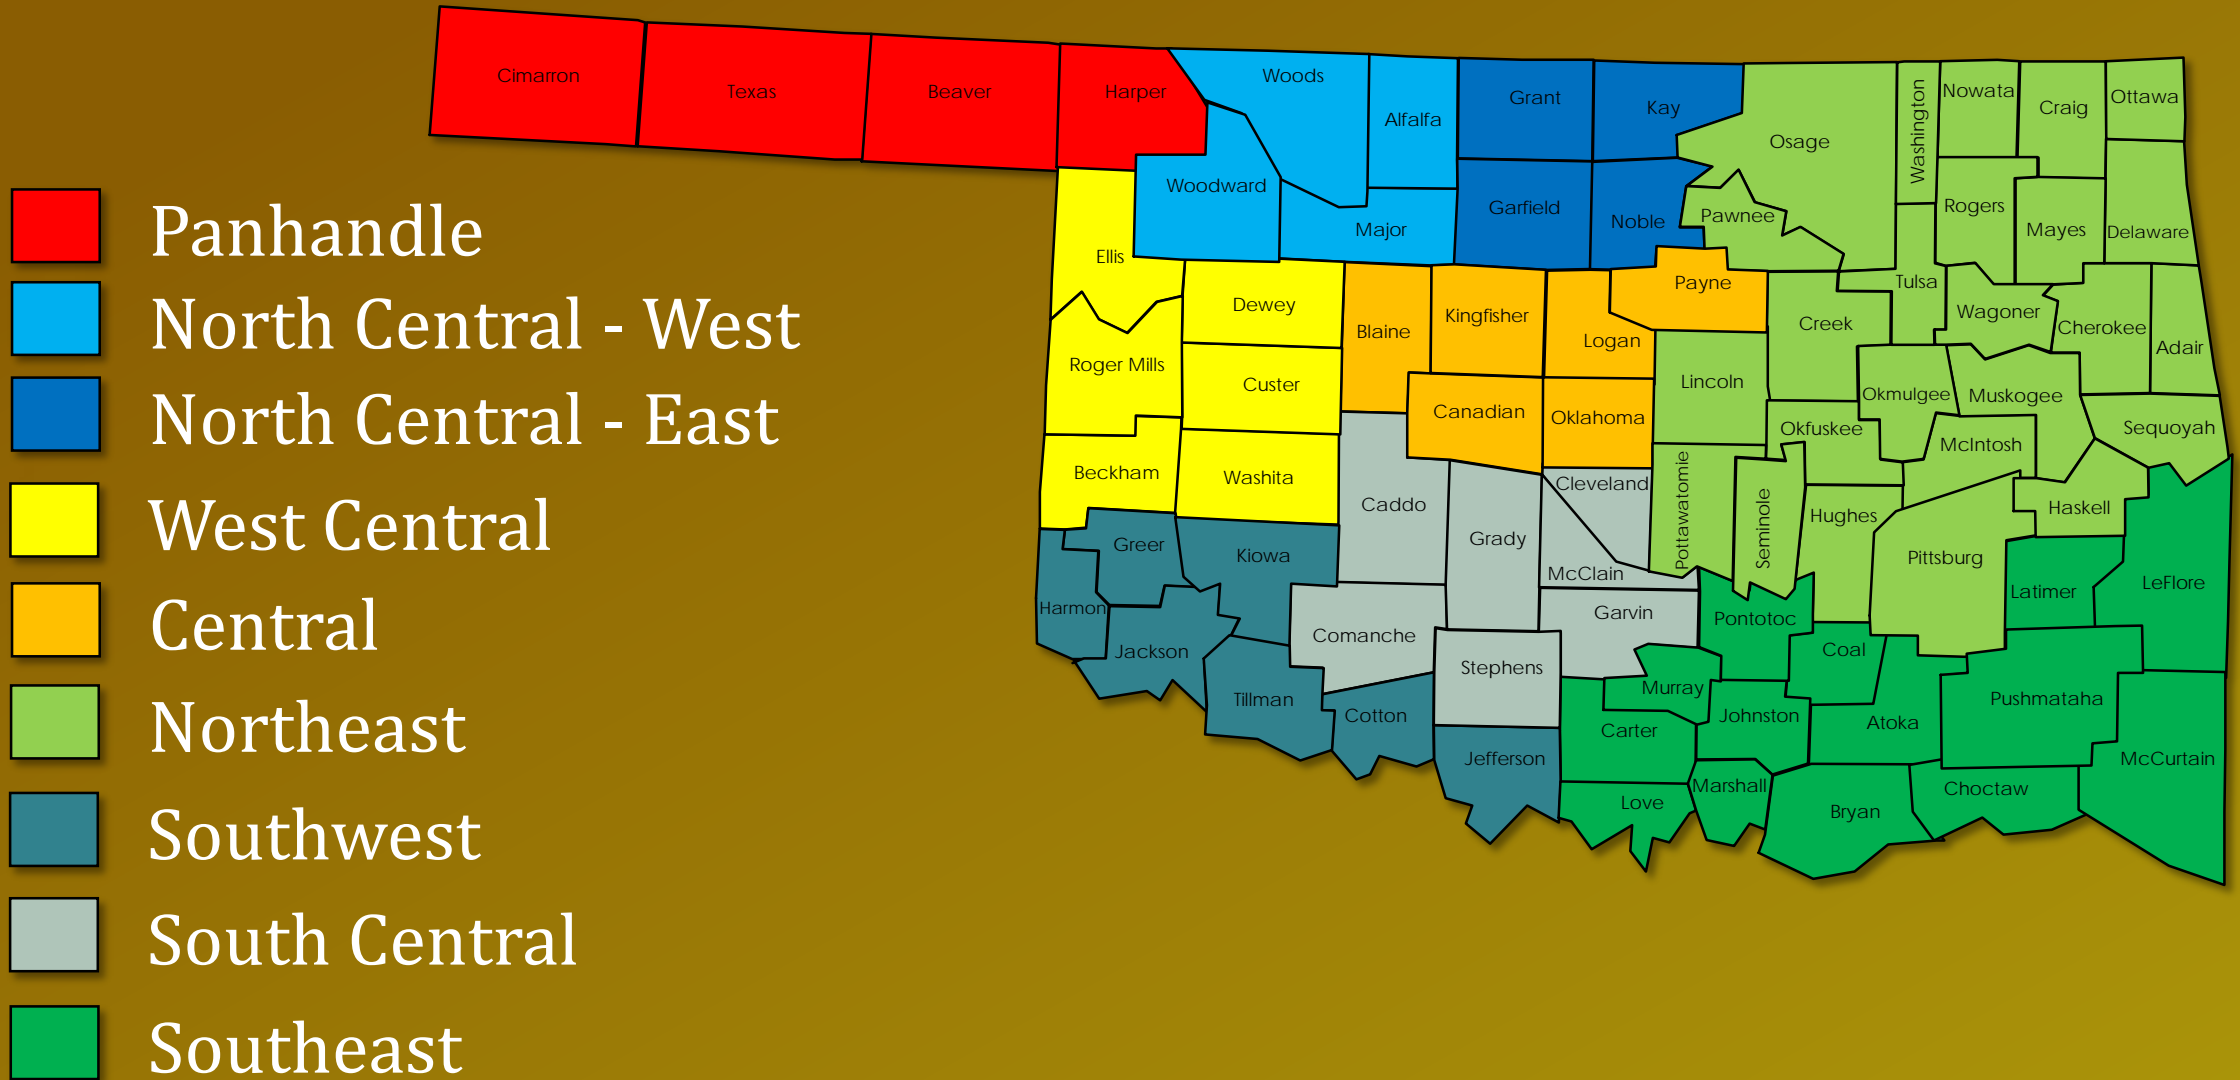 Cimarron
Texas
Beaver
Harper
Woods
Alfalfa
Grant
Kay
Osage
Washington
Nowata
Craig
Ottawa
Woodward
Major
Garfield
Noble
Pawnee
Rogers
Mayes
Delaware
Ellis
Dewey
Blaine
Kingfisher
Logan
Payne
Creek
Tulsa
Wagoner
Cherokee
Adair
Roger Mills
Custer
Canadian
Oklahoma
Lincoln
Okmulgee
Muskogee
Okfuskee
McIntosh
Sequoyah
Beckham
Washita
Caddo
Grady
Cleveland
McClain
Pottawatomie
Seminole
Hughes
Pittsburg
Haskell
Greer
Kiowa
Harmon
Jackson
Comanche
Garvin
Pontotoc
Latimer
LeFlore
Tillman
Cotton
Stephens
Murray
Coal
Johnston
Atoka
Pushmataha
Carter
Jefferson
Love
Marshall
Bryan
Choctaw
McCurtain
Panhandle
North Central - West
North Central - East
West Central
Central
Northeast
Southwest
South Central
Southeast